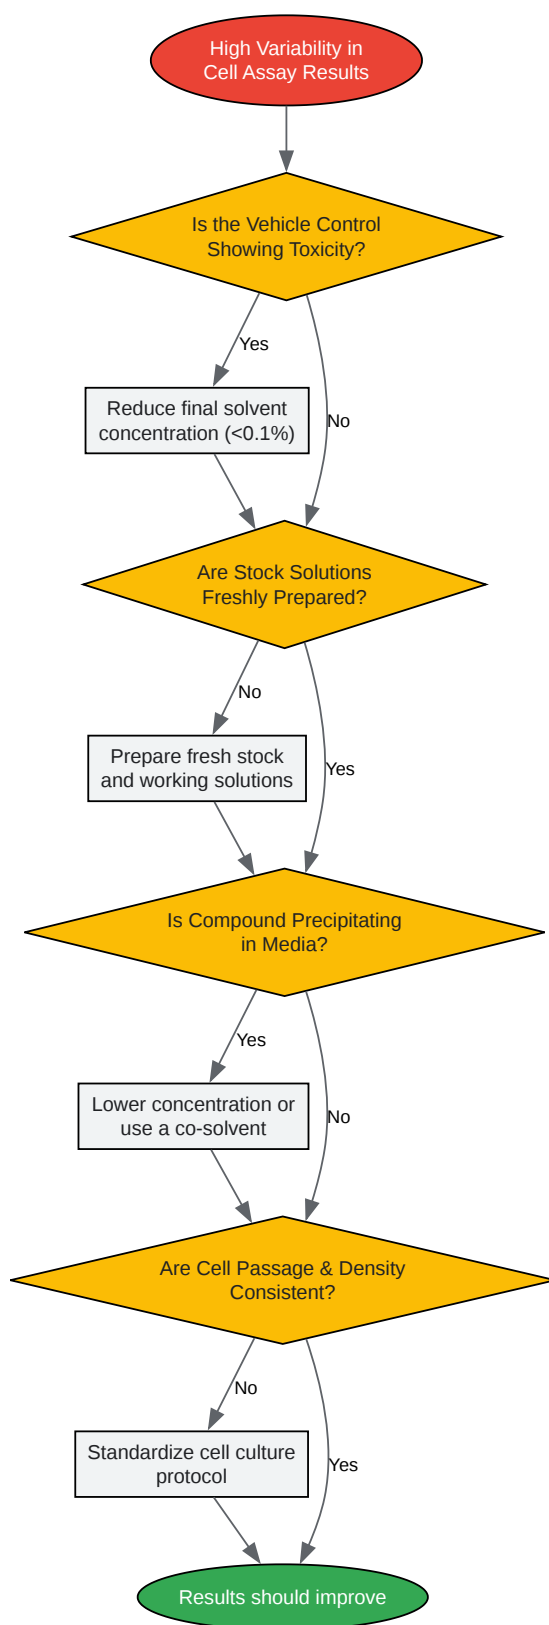 High Variability in
Cell Assay Results
Is the Vehicle Control
Showing Toxicity?
Yes
Reduce final solvent
concentration (<0.1%)
No
Are Stock Solutions
Freshly Prepared?
No
Prepare fresh stock
and working solutions
Yes
Is Compound Precipitating
in Media?
Yes
Lower concentration or
use a co-solvent
No
Are Cell Passage & Density
Consistent?
No
Standardize cell culture
protocol
Yes
Results should improve